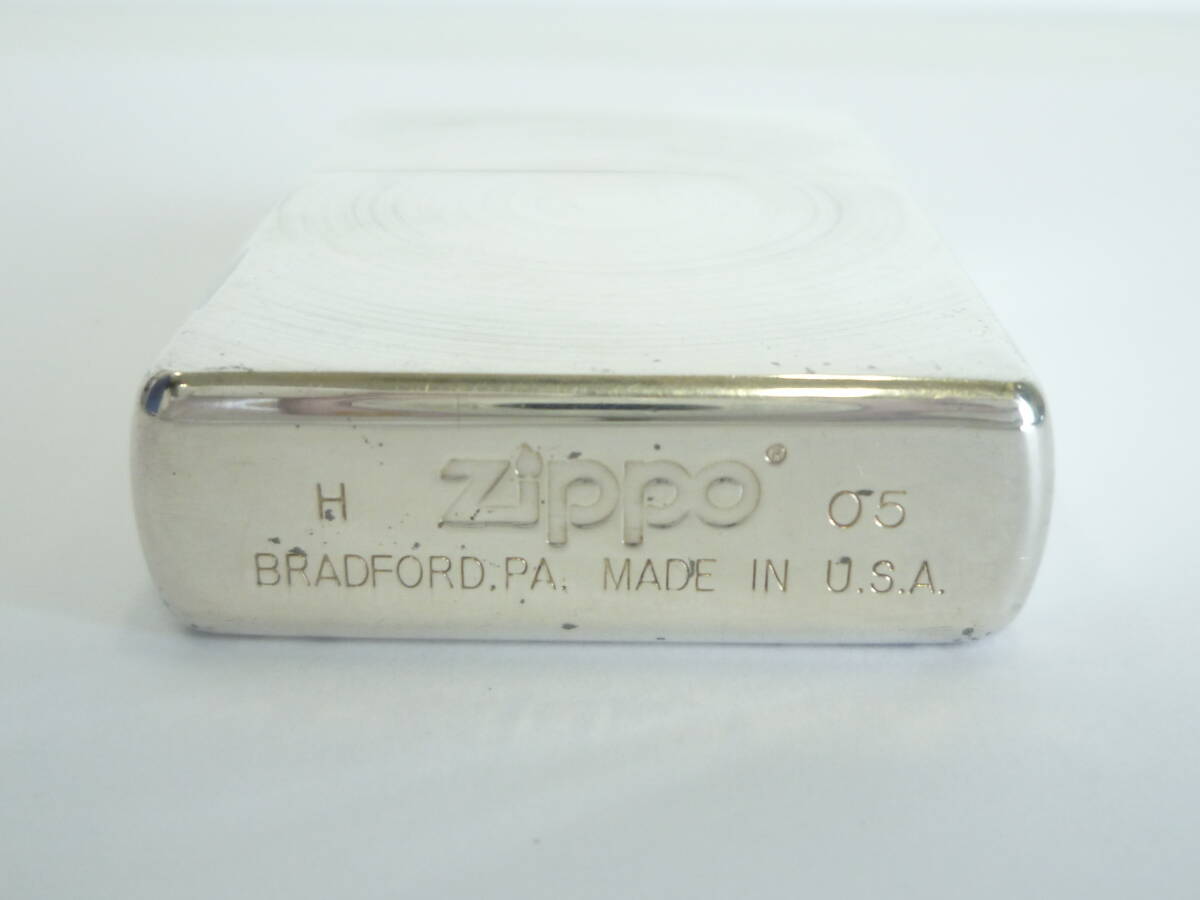 H zippo® 05
BRADFORD,PA. MADE IN U.S.A.